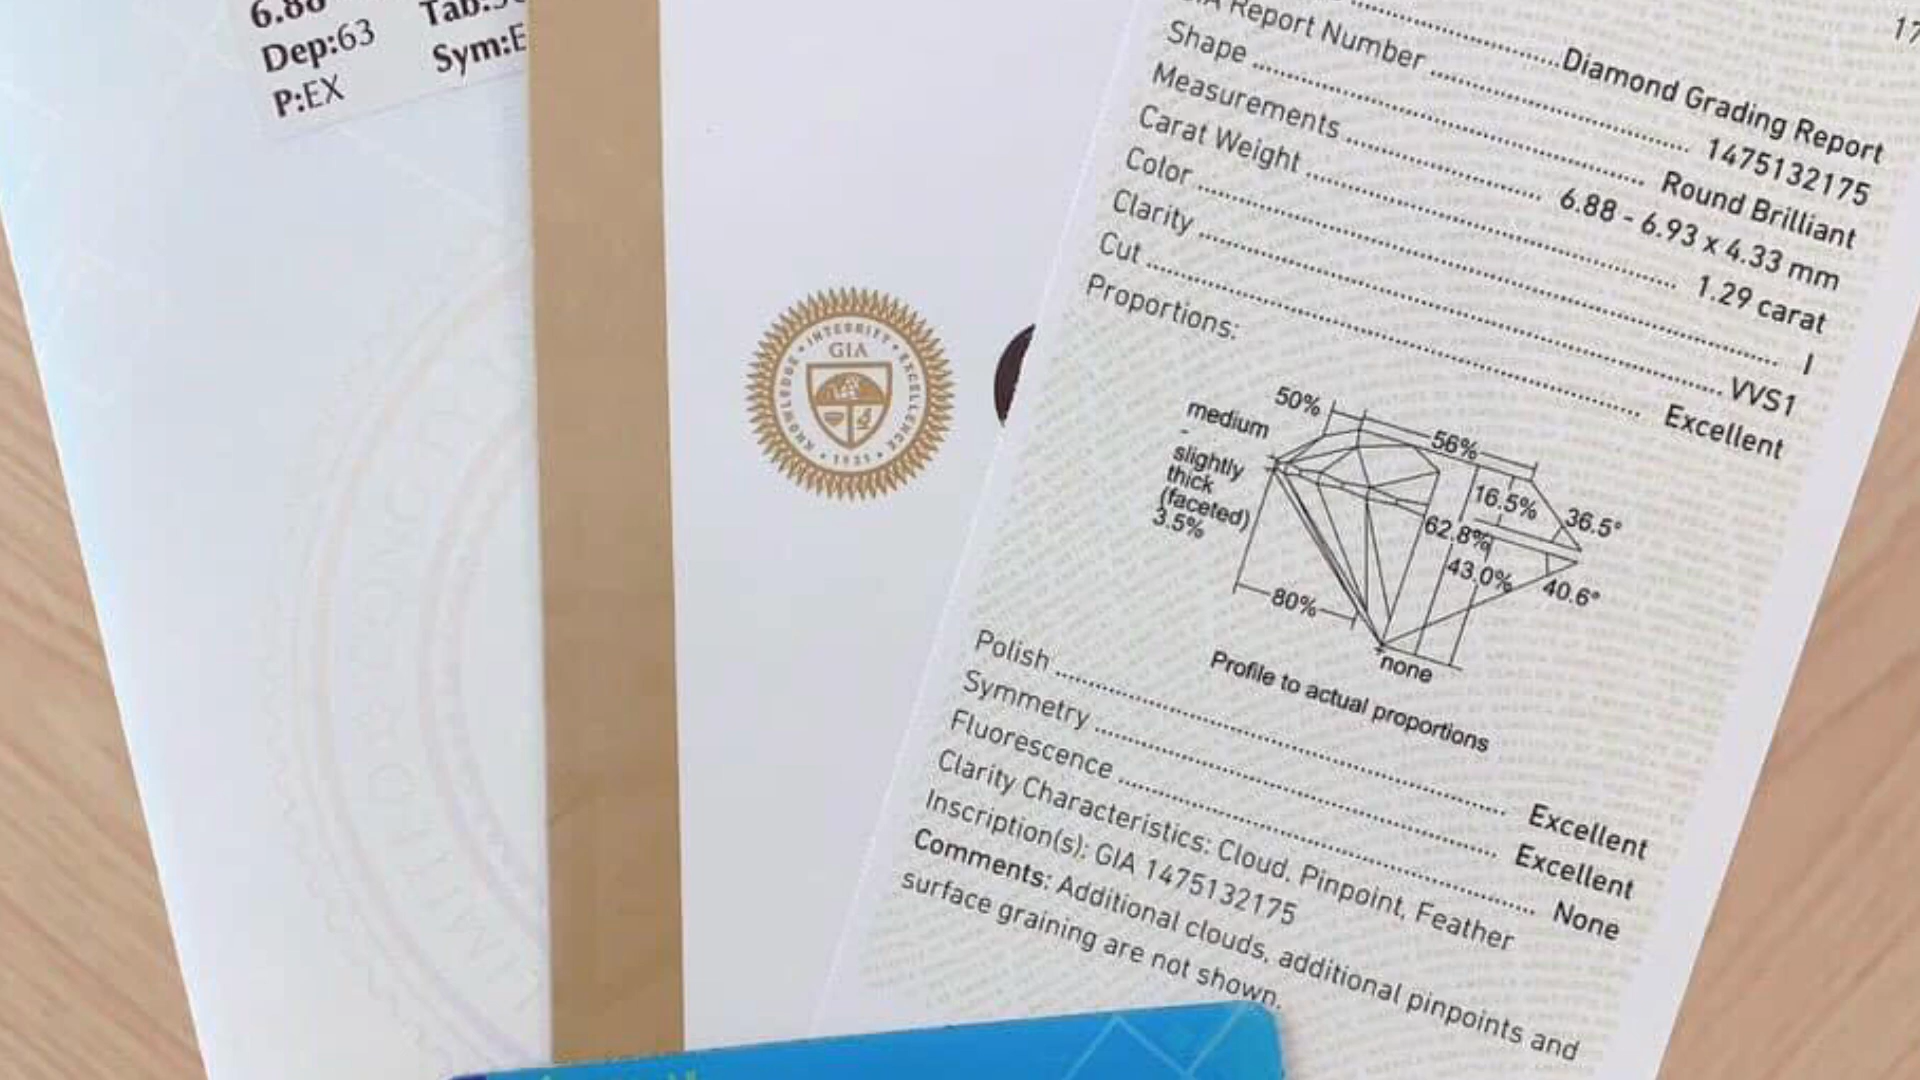 6.88
Dep:63
Sym:E
P:EX
INTEGRITY • EXCELLENCE • 1931 • KNOWLEDGE
GIA
17
Diamond Grading Report
Report Number 1475132175
Shape Round Brilliant
Measurements 6.88 - 6.93 x 4.33 mm
Carat Weight 1.29 carat
Color I
Clarity VVS1
Cut Excellent
Proportions:
50%
56%
medium
-
slightly
thick
(faceted)
3.5%
16.5%
36.5°
62.8%
43.0%
40.6°
80%
none
Profile to actual proportions
Polish Excellent
Symmetry Excellent
Fluorescence None
Clarity Characteristics: Cloud, Pinpoint, Feather
Inscription(s): GIA 1475132175
Comments: Additional clouds, additional pinpoints and
surface graining are not shown.